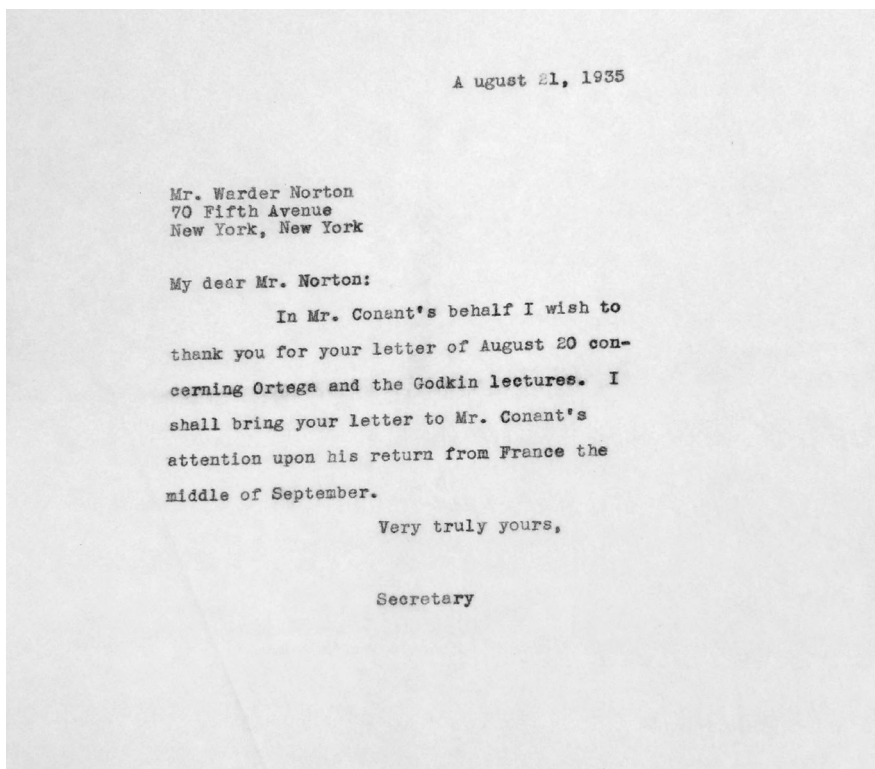 A ugust 21, 1935
Mr. Warder Norton
70 Fifth Avenue
New York, New York
My dear Mr. Norton:
In Mr. Conant's behalf I wish to
thank you for your letter of August 20 con-
cerning Ortega and the Godkin lectures. I
shall bring your letter to Mr. Conant's
attention upon his return from France the
middle of September.
Very truly yours,
Secretary